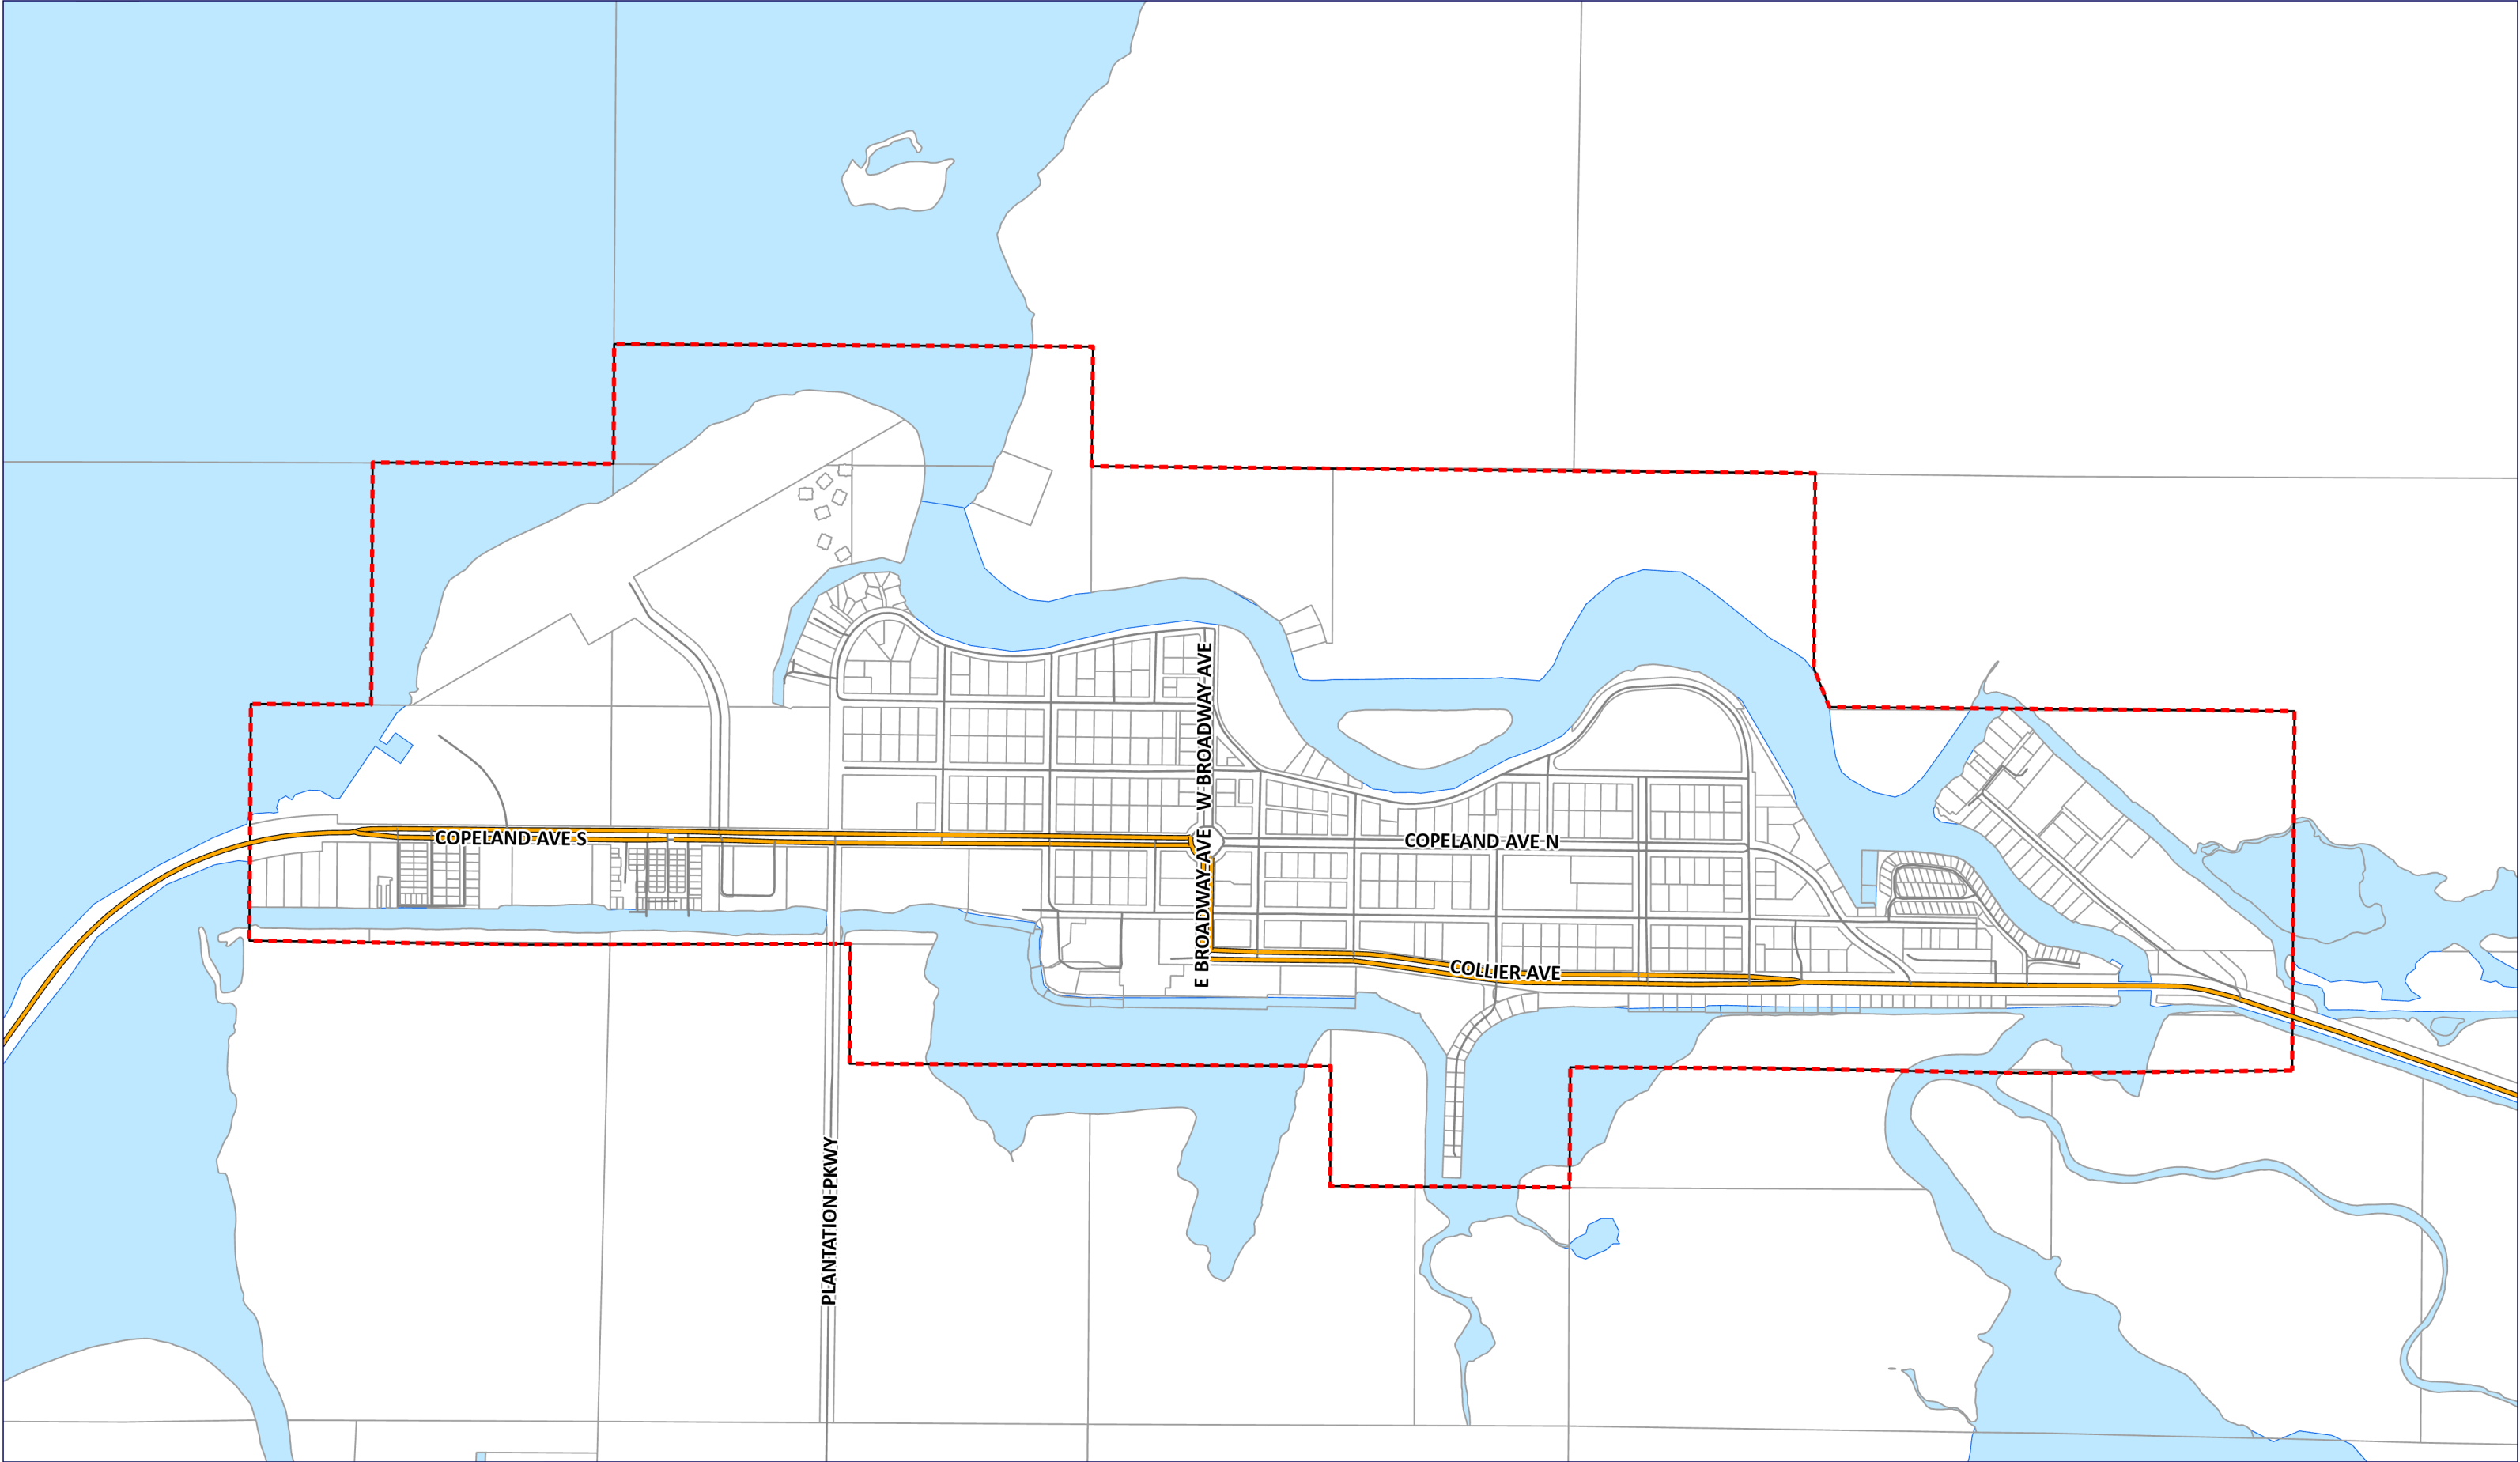 W BROADWAY AVE
COPELAND AVE S
COPELAND AVE N
E BROADWAY AVE
COLLIER AVE
PLANTATION PKWY